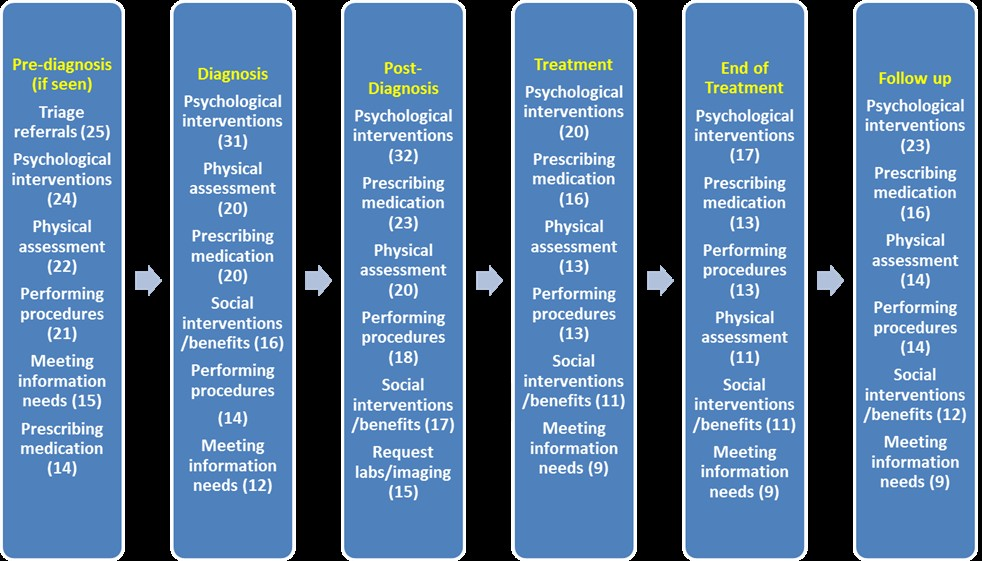 Pre-diagnosis
(if seen)
Triage
referrals (25)
Psychological
interventions
(24)
Physical
assessment
(22)
Performing
procedures
(21)
Meeting
information
needs (15)
Prescribing
medication
(14)
Diagnosis
Psychological
interventions
(31)
Physical
assessment
(20)
Prescribing
medication
(20)
Social
interventions
/benefits (16)
Performing
procedures
(14)
Meeting
information
needs (12)
Post-
Diagnosis
Psychological
interventions
(32)
Prescribing
medication
(23)
Physical
assessment
(20)
Performing
procedures
(18)
Social
interventions
/benefits (17)
Request
labs/imaging
(15)
Treatment
Psychological
interventions
(20)
Prescribing
medication
(16)
Physical
assessment
(13)
Performing
procedures
(13)
Social
interventions
/benefits (11)
Meeting
information
needs (9)
End of
Treatment
Psychological
interventions
(17)
Prescribing
medication
(13)
Performing
procedures
(13)
Physical
assessment
(11)
Social
interventions
/benefits (11)
Meeting
information
needs (9)
Follow up
Psychological
interventions
(23)
Prescribing
medication
(16)
Physical
assessment
(14)
Performing
procedures
(14)
Social
interventions
/benefits (12)
Meeting
information
needs (9)